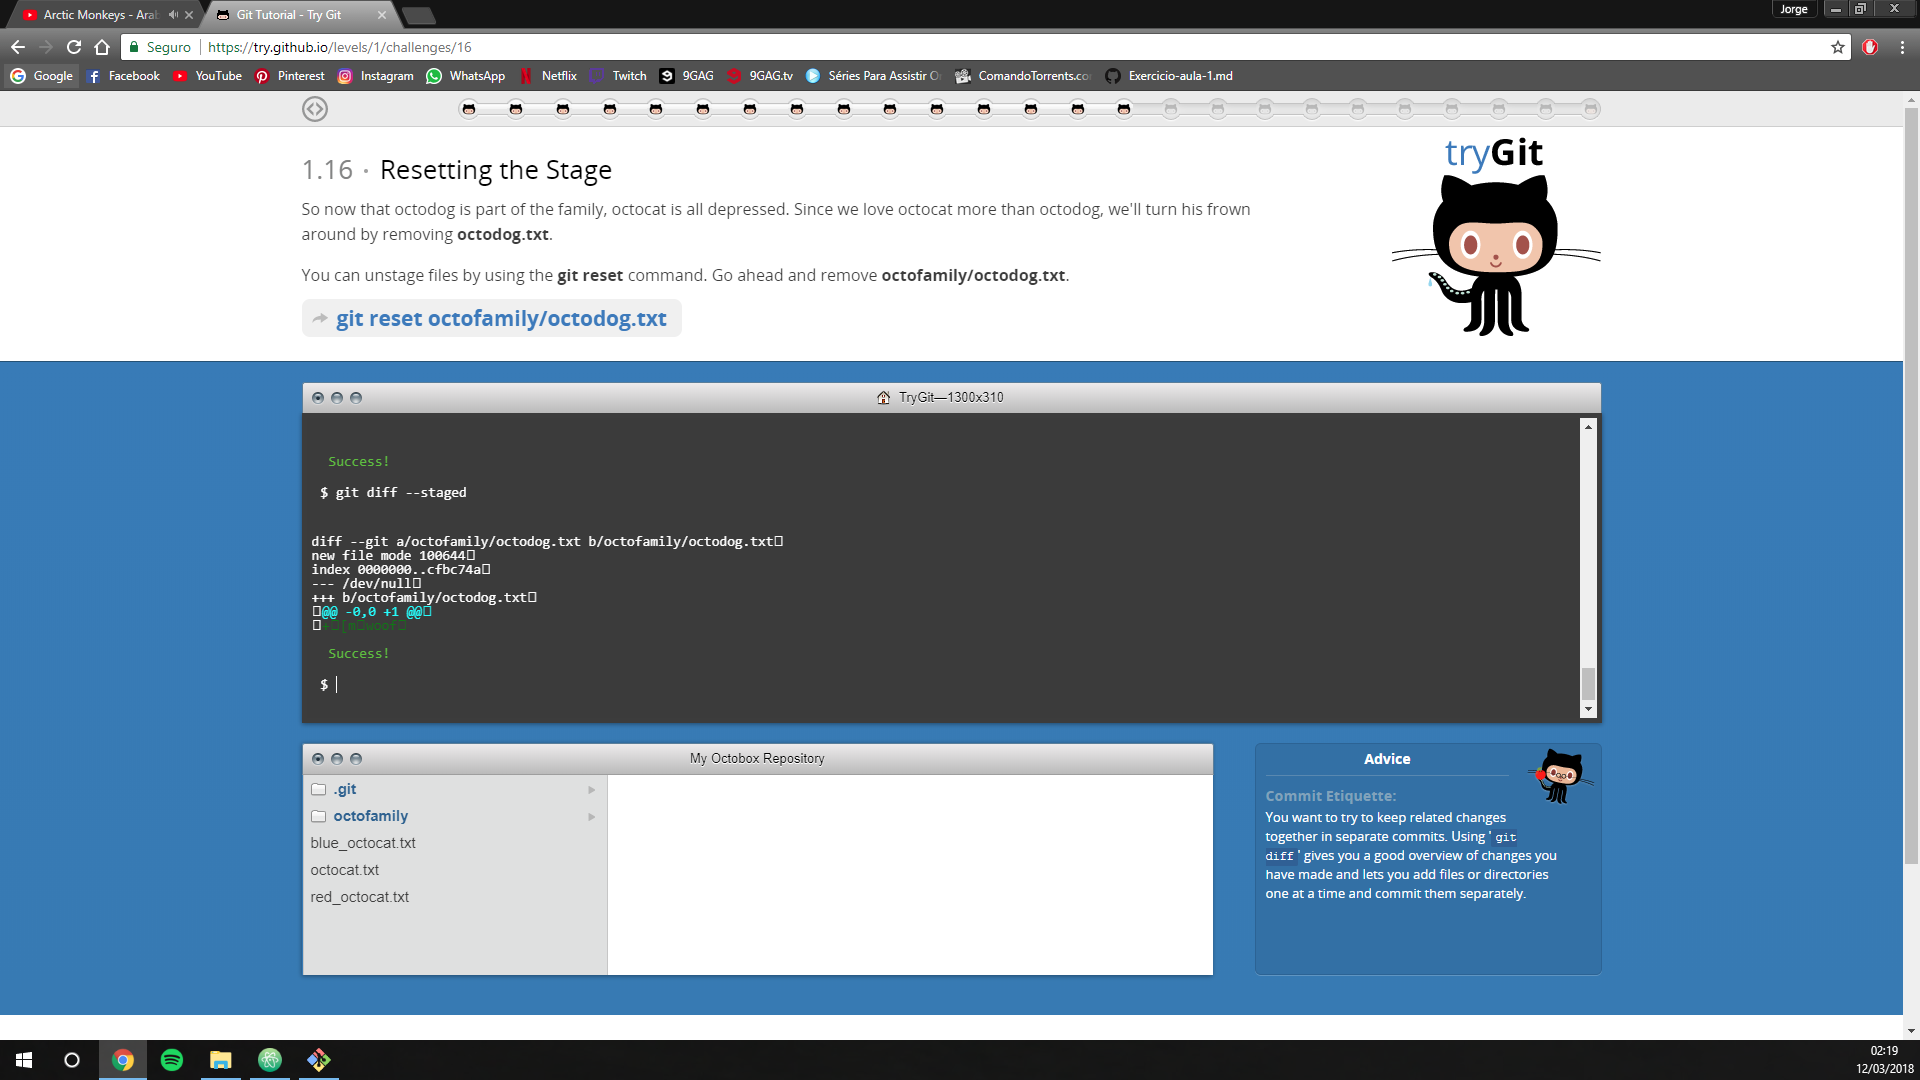 Arctic Monkeys - Ara
Git Tutorial - Try Git
Jorge
Seguro
https://try.github.io/levels/1/challenges/16
Google
Facebook
YouTube
Pinterest
Instagram
WhatsApp
Netflix
Twitch
9GAG
9GAG.tv
Séries Para Assistir O
ComandoTorrents.co
Exercicio-aula-1.md
tryGit
1.16 · Resetting the Stage
So now that octodog is part of the family, octocat is all depressed. Since we love octocat more than octodog, we'll turn his frown
around by removing octodog.txt.
You can unstage files by using the git reset command. Go ahead and remove octofamily/octodog.txt.
git reset octofamily/octodog.txt
TryGit—1300x310
Success!
$ git diff --staged
diff --git a/octofamily/octodog.txt b/octofamily/octodog.txt
new file mode 100644
index 0000000..cfbc74a
--- /dev/null
+++ b/octofamily/octodog.txt
@@ -0,0 +1 @@
+[mwoof
Success!
$
My Octobox Repository
.git
octofamily
blue_octocat.txt
octocat.txt
red_octocat.txt
Advice
Commit Etiquette:
You want to try to keep related changes
together in separate commits. Using 'git
diff' gives you a good overview of changes you
have made and lets you add files or directories
one at a time and commit them separately.
02:19
12/03/2018